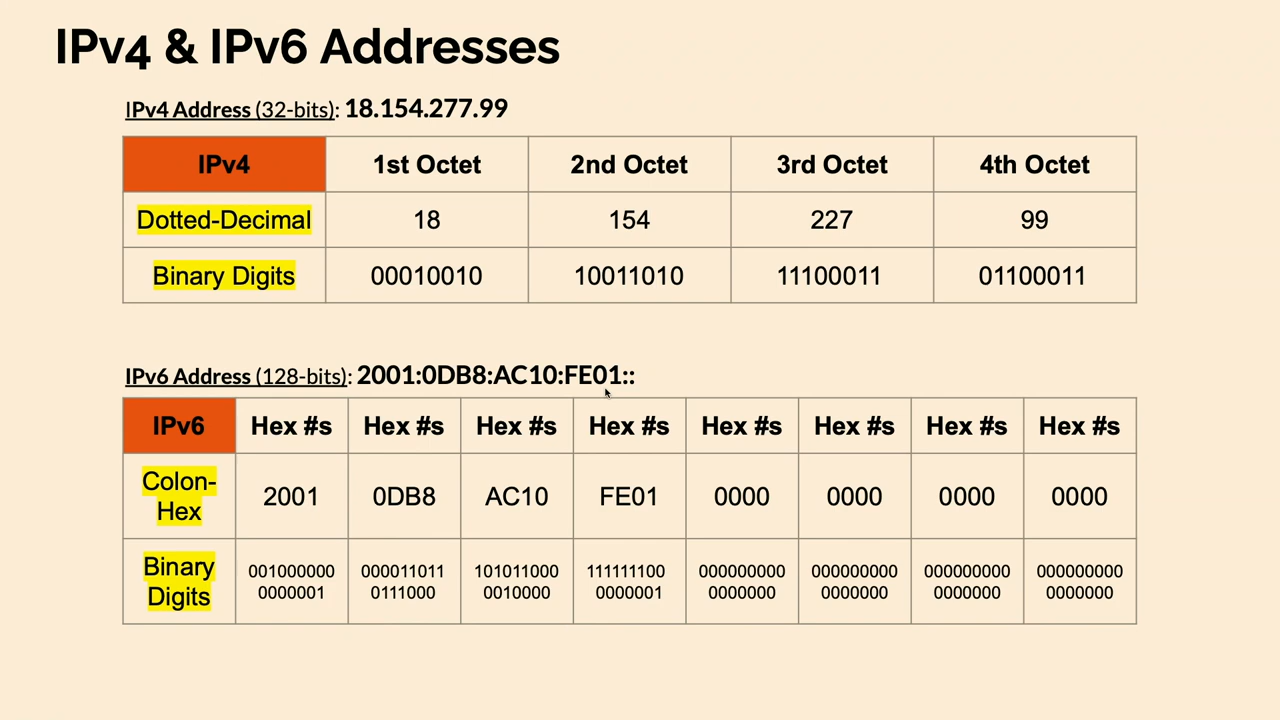 IPv4 & IPv6 Addresses
IPv4 Address (32-bits): 18.154.277.99
IPv4 1st Octet 2nd Octet 3rd Octet 4th Octet
Dotted-Decimal 18 154 227 99
Binary Digits 00010010 10011010 11100011 01100011
IPv6 Address (128-bits): 2001:0DB8:AC10:FE01::
IPv6 Hex #s Hex #s Hex #s Hex #s Hex #s Hex #s Hex #s Hex #s
Colon-
Hex 2001 0DB8 AC10 FE01 0000 0000 0000 0000
Binary 001000000 000011011 101011000 111111100 000000000 000000000 000000000 000000000
Digits 0000001 0111000 0010000 0000001 0000000 0000000 0000000 0000000